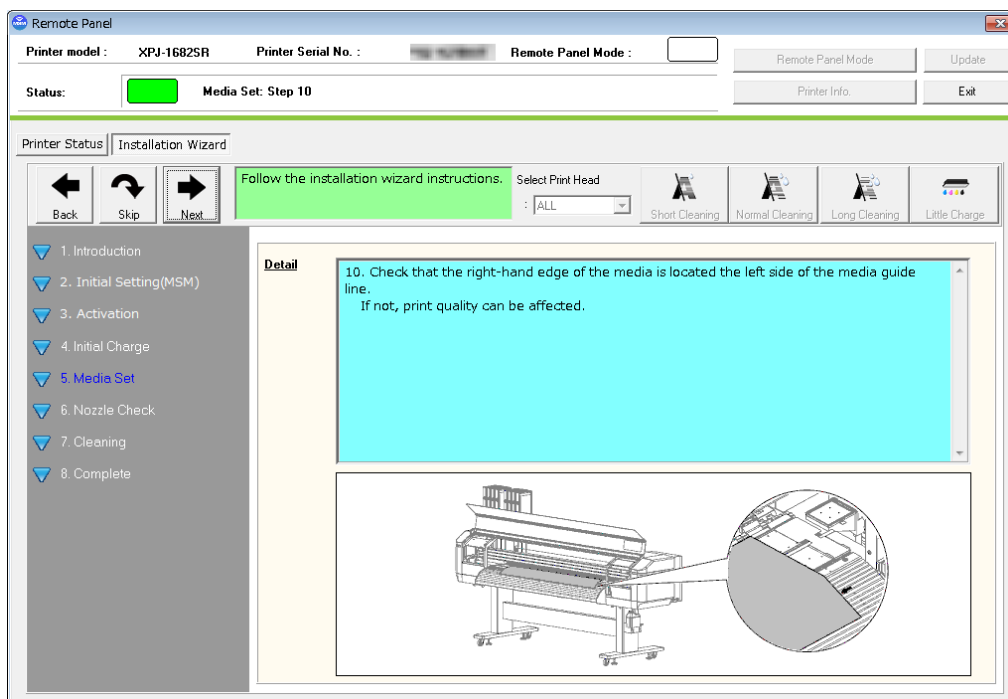 Remote Panel
Printer model : XPJ-1682SR Printer Serial No. : Remote Panel Mode :
Remote Panel Mode Update
Status: Media Set: Step 10
Printer Info. Exit
Printer Status Installation Wizard
Back Skip Next
Follow the installation wizard instructions.
Select Print Head
: ALL
Short Cleaning Normal Cleaning Long Cleaning Little Charge
1. Introduction
2. Initial Setting(MSM)
3. Activation
4. Initial Charge
5. Media Set
6. Nozzle Check
7. Cleaning
8. Complete
Detail
10. Check that the right-hand edge of the media is located the left side of the media guide
line.
If not, print quality can be affected.